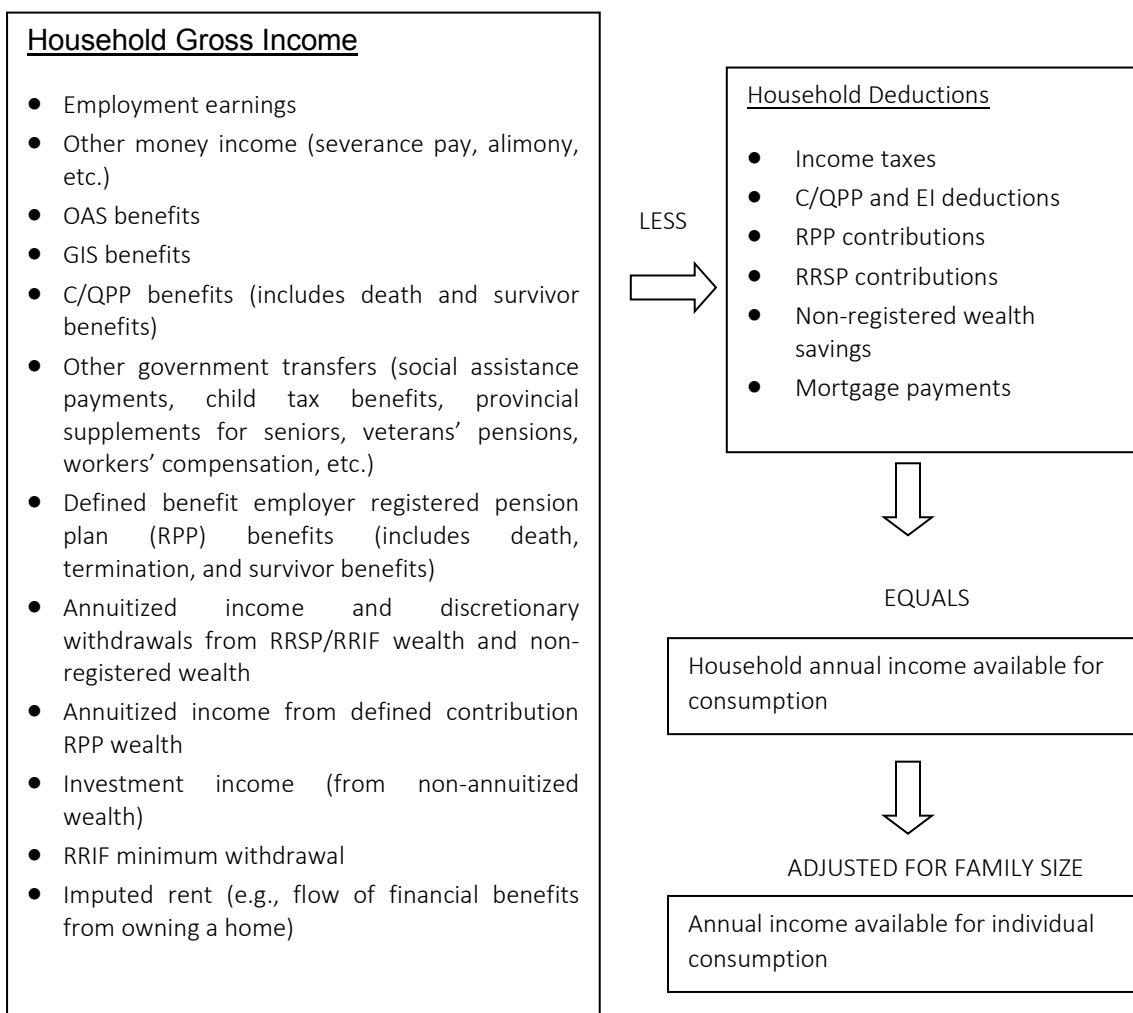 Household Gross Income
● Employment earnings
● Other money income (severance pay, alimony,
etc.)
● OAS benefits
● GIS benefits
● C/QPP benefits (includes death and survivor
benefits)
● Other government transfers (social assistance
payments, child tax benefits, provincial
supplements for seniors, veterans’ pensions,
workers’ compensation, etc.)
● Defined benefit employer registered pension
plan (RPP) benefits (includes death,
termination, and survivor benefits)
● Annuitized income and discretionary
withdrawals from RRSP/RRIF wealth and non-
registered wealth
● Annuitized income from defined contribution
RPP wealth
● Investment income (from non-annuitized
wealth)
● RRIF minimum withdrawal
● Imputed rent (e.g., flow of financial benefits
from owning a home)
LESS
Household Deductions
● Income taxes
● C/QPP and EI deductions
● RPP contributions
● RRSP contributions
● Non-registered wealth
savings
● Mortgage payments
EQUALS
Household annual income available for
consumption
ADJUSTED FOR FAMILY SIZE
Annual income available for individual
consumption